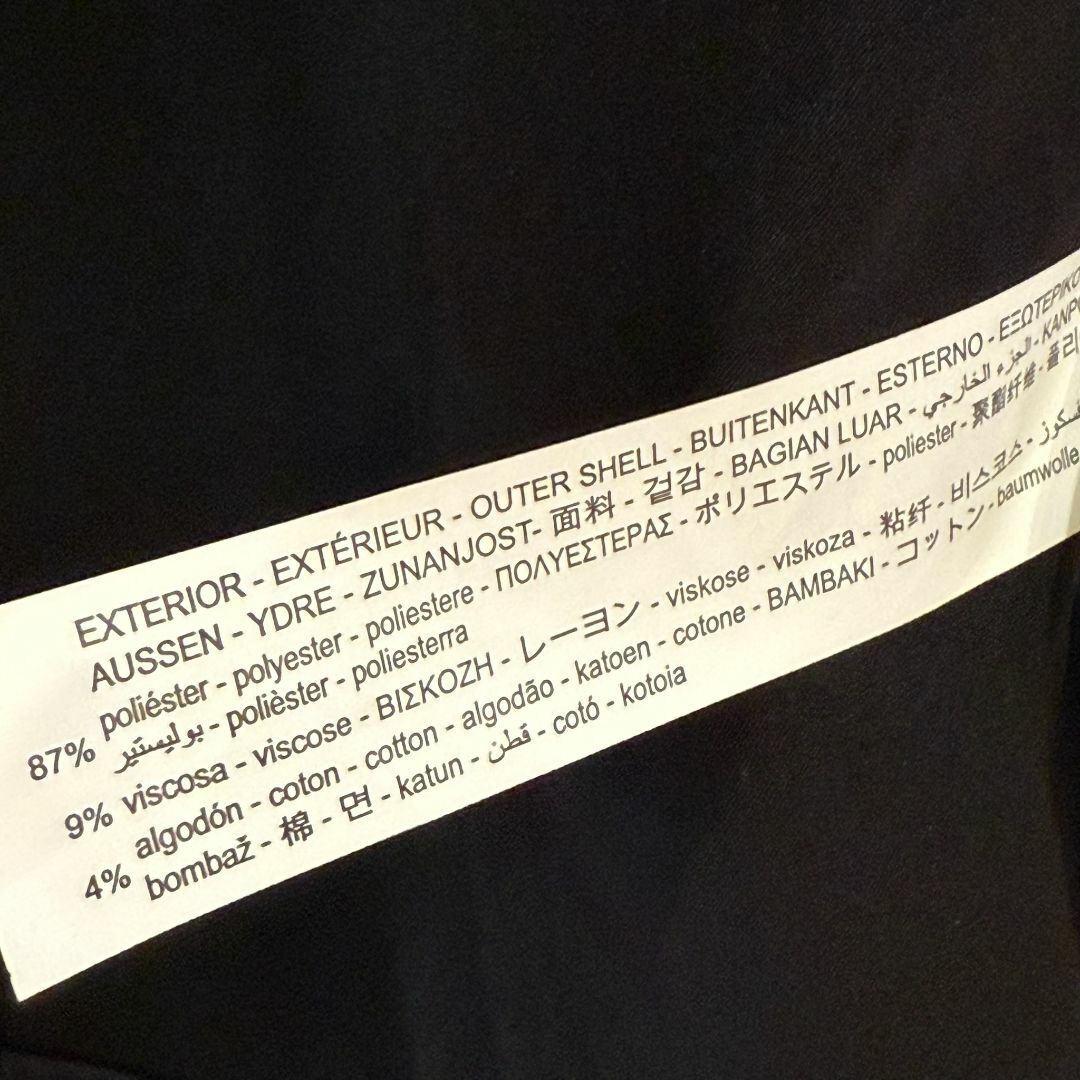 EXTERIOR - EXTÉRIEUR - OUTER SHELL - BUITENKANT - ESTERNO - ΕΞΩΤΕΡΙΚΟ
AUSSEN - YDRE - ZUNANJOST- 面料 - 겉감 - BAGIAN LUAR - الجزء الخارجي -
87% poliéster - polyester - poliestere - ΠΟΛΥΕΣΤΕΡΑΣ - ポリエステル - poliester - 聚酯纤维 -
بوليستير - polièster - poliesterra
9% viscosa - viscose - ΒΙΣΚΟΖΗ - レーヨン - viskose - viskoza - 粘纤 - 비스코스 -
4% algodón - coton - cotton - algodão - katoen - cotone - BAMBAKI - コットン - baumwolle
bombaž - 棉 - 면 - katun - قطن - cotó - kotoia